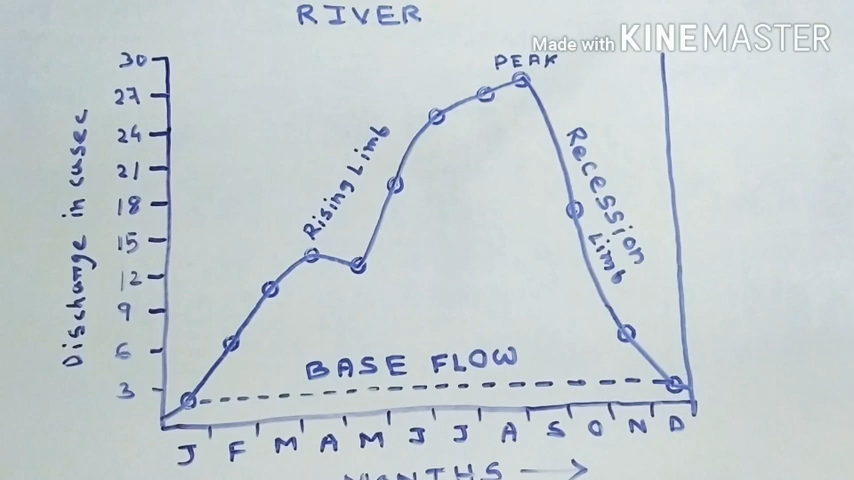 RIVER
Made with KINEMASTER
PEAK
30
27
24
21
18
15
12
9
6
3
Discharge in cusec
Rising Limb
Recession
Limb
BASE FLOW
J F M A M J J A S O N D
MONTHS